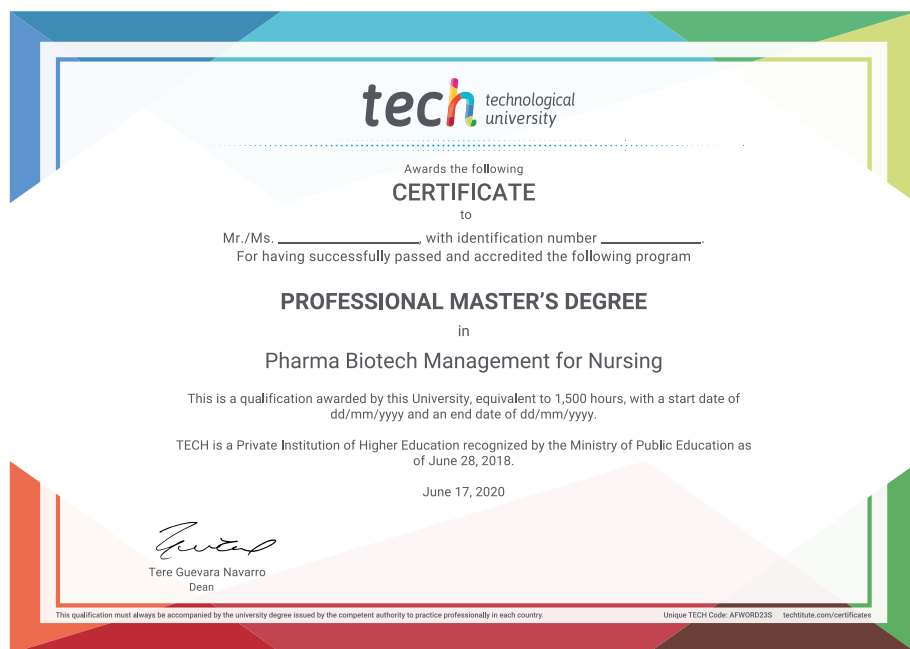 tech technological
university
Awards the following
CERTIFICATE
to
Mr./Ms. ____________________, with identification number ______________.
For having successfully passed and accredited the following program
PROFESSIONAL MASTER'S DEGREE
in
Pharma Biotech Management for Nursing
This is a qualification awarded by this University, equivalent to 1,500 hours, with a start date of
dd/mm/yyyy and an end date of dd/mm/yyyy.
TECH is a Private Institution of Higher Education recognized by the Ministry of Public Education as
of June 28, 2018.
June 17, 2020
Tere Guevara Navarro
Dean
This qualification must always be accompanied by the university degree issued by the competent authority to practice professionally in each country. Unique TECH Code: AFWORD23S techtitute.com/certificates